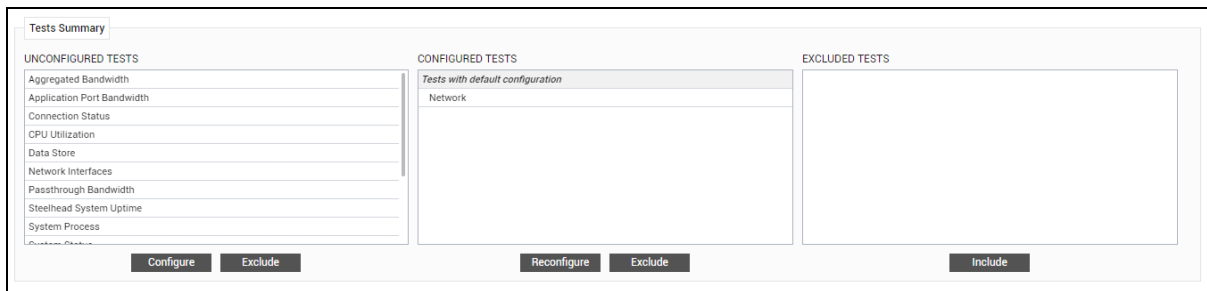 Tests Summary
UNCONFIGURED TESTS
Aggregated Bandwidth
Application Port Bandwidth
Connection Status
CPU Utilization
Data Store
Network Interfaces
Passthrough Bandwidth
Steelhead System Uptime
System Process
System Status
Configure Exclude
CONFIGURED TESTS
Tests with default configuration
Network
Reconfigure Exclude
EXCLUDED TESTS
Include